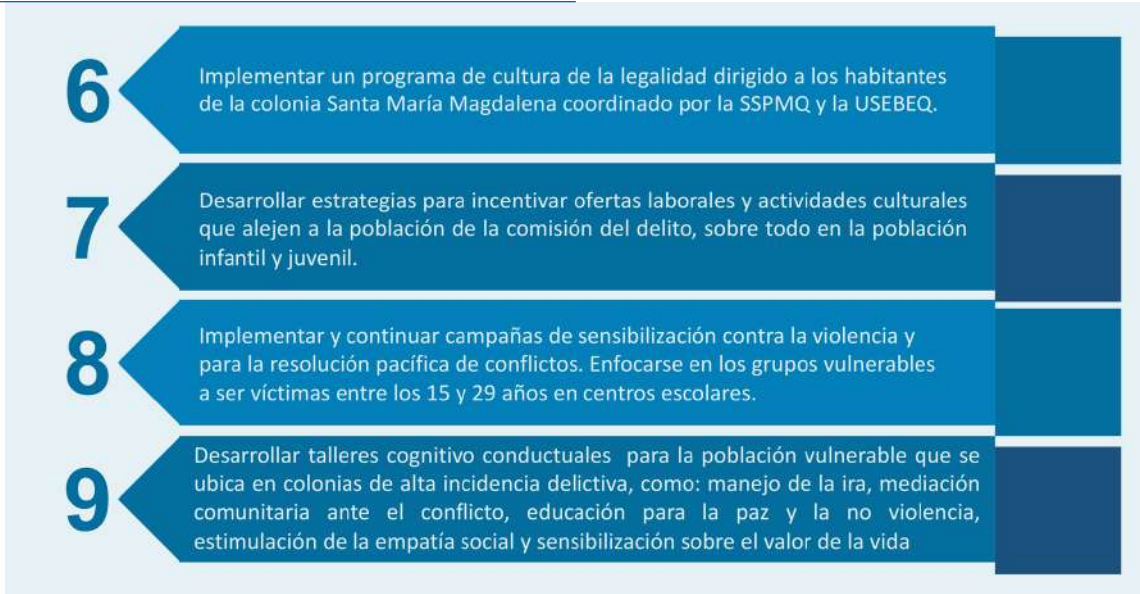 6
Implementar un programa de cultura de la legalidad dirigido a los habitantes
de la colonia Santa María Magdalena coordinado por la SSPMQ y la USEBEQ.
7
Desarrollar estrategias para incentivar ofertas laborales y actividades culturales
que alejen a la población de la comisión del delito, sobre todo en la población
infantil y juvenil.
8
Implementar y continuar campañas de sensibilización contra la violencia y
para la resolución pacífica de conflictos. Enfocarse en los grupos vulnerables
a ser víctimas entre los 15 y 29 años en centros escolares.
9
Desarrollar talleres cognitivo conductuales para la población vulnerable que se
ubica en colonias de alta incidencia delictiva, como: manejo de la ira, mediación
comunitaria ante el conflicto, educación para la paz y la no violencia,
estimulación de la empatía social y sensibilización sobre el valor de la vida